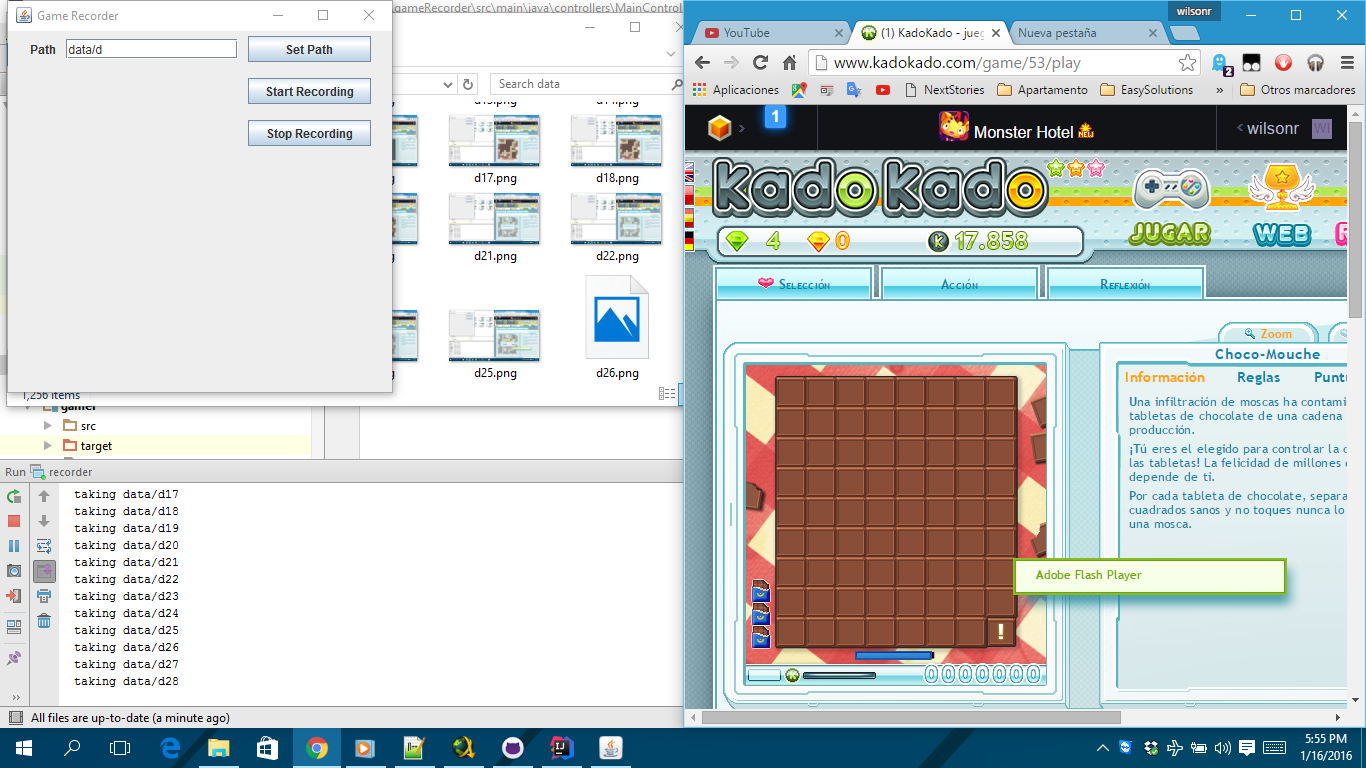 Game Recorder
gameRecorder\src\main\java\controllers\MainControl
Path
data/d
Set Path
Start Recording
Stop Recording
Search data
d17.png
d18.png
d21.png
d22.png
d25.png
d26.png
1,256 items
src
target
Run
recorder
taking data/d17
taking data/d18
taking data/d19
taking data/d20
taking data/d21
taking data/d22
taking data/d23
taking data/d24
taking data/d25
taking data/d26
taking data/d27
taking data/d28
All files are up-to-date (a minute ago)
wilsonr
YouTube
(1) KadoKado - jueg
Nueva pestaña
www.kadokado.com/game/53/play
2
Aplicaciones
NextStories
Apartamento
EasySolutions
»
Otros marcadores
1
Monster Hotel
wilsonr
WI
KadoKado
4
0
17.858
JUGAR
WEB
Selección
Acción
Reflexión
Zoom
Choco-Mouche
Información
Reglas
Puntu
Una infiltración de moscas ha contami
tabletas de chocolate de una cadena
producción.
¡Tú eres el elegido para controlar la c
las tabletas! La felicidad de millones
depende de ti.
Por cada tableta de chocolate, separa
cuadrados sanos y no toques nunca lo
una mosca.
Adobe Flash Player
!
0000000
5:55 PM
1/16/2016